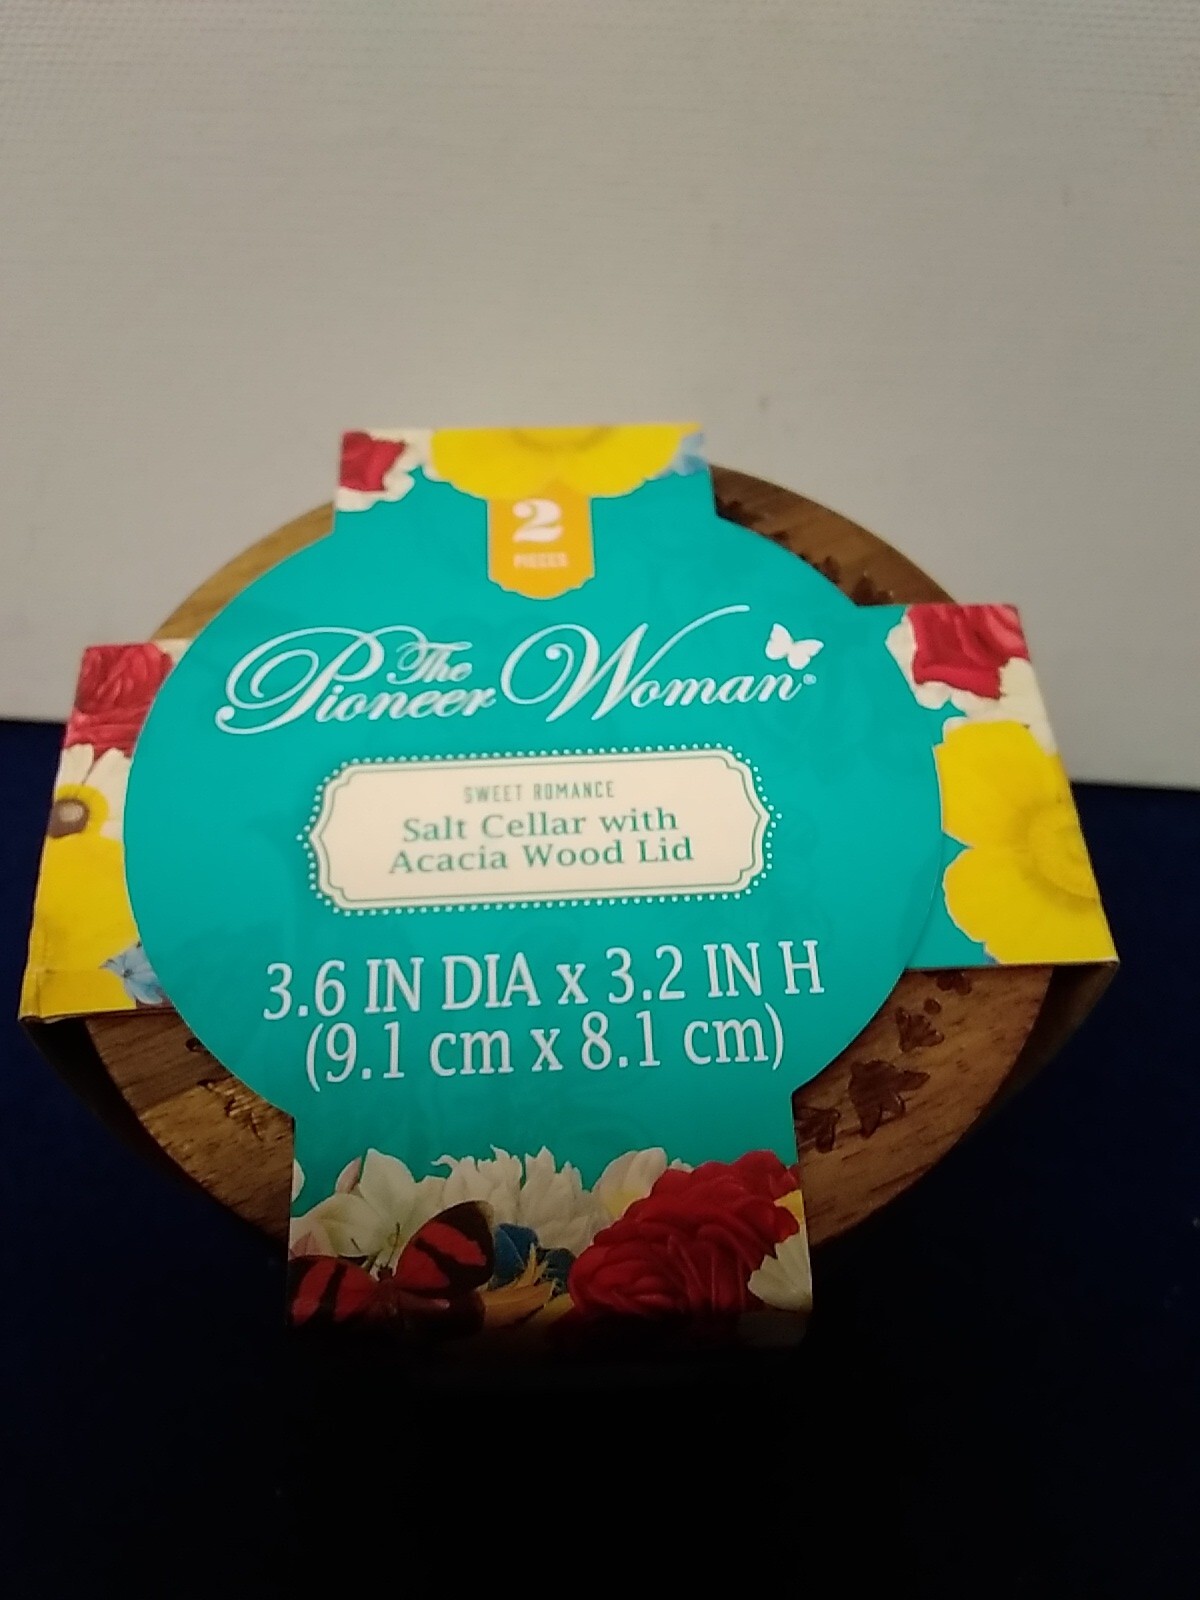 2
PIECES
The
Pioneer Woman®
SWEET ROMANCE
Salt Cellar with
Acacia Wood Lid
3.6 IN DIA x 3.2 IN H
(9.1 cm x 8.1 cm)